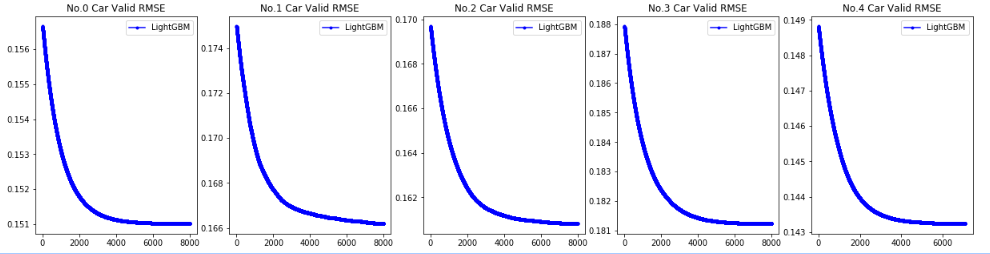 No.0 Car Valid RMSE
LightGBM
0.156
0.155
0.154
0.153
0.152
0.151
0 2000 4000 6000 8000
No.1 Car Valid RMSE
LightGBM
0.174
0.172
0.170
0.168
0.166
0 2000 4000 6000 8000
No.2 Car Valid RMSE
LightGBM
0.170
0.168
0.166
0.164
0.162
0 2000 4000 6000 8000
No.3 Car Valid RMSE
LightGBM
0.188
0.187
0.186
0.185
0.184
0.183
0.182
0.181
0 2000 4000 6000 8000
No.4 Car Valid RMSE
LightGBM
0.149
0.148
0.147
0.146
0.145
0.144
0.143
0 2000 4000 6000